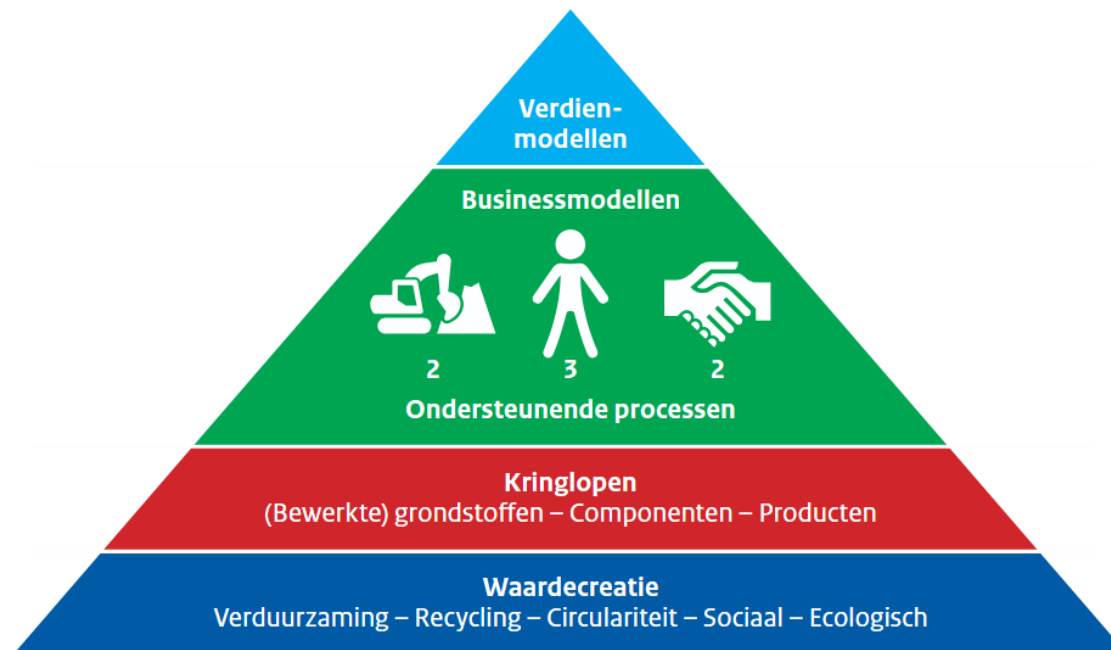 Verdien-
modellen
Businessmodellen
2 3 2
Ondersteunende processen
Kringlopen
(Bewerkte) grondstoffen – Componenten – Producten
Waardecreatie
Verduurzaming – Recycling – Circulariteit – Sociaal – Ecologisch